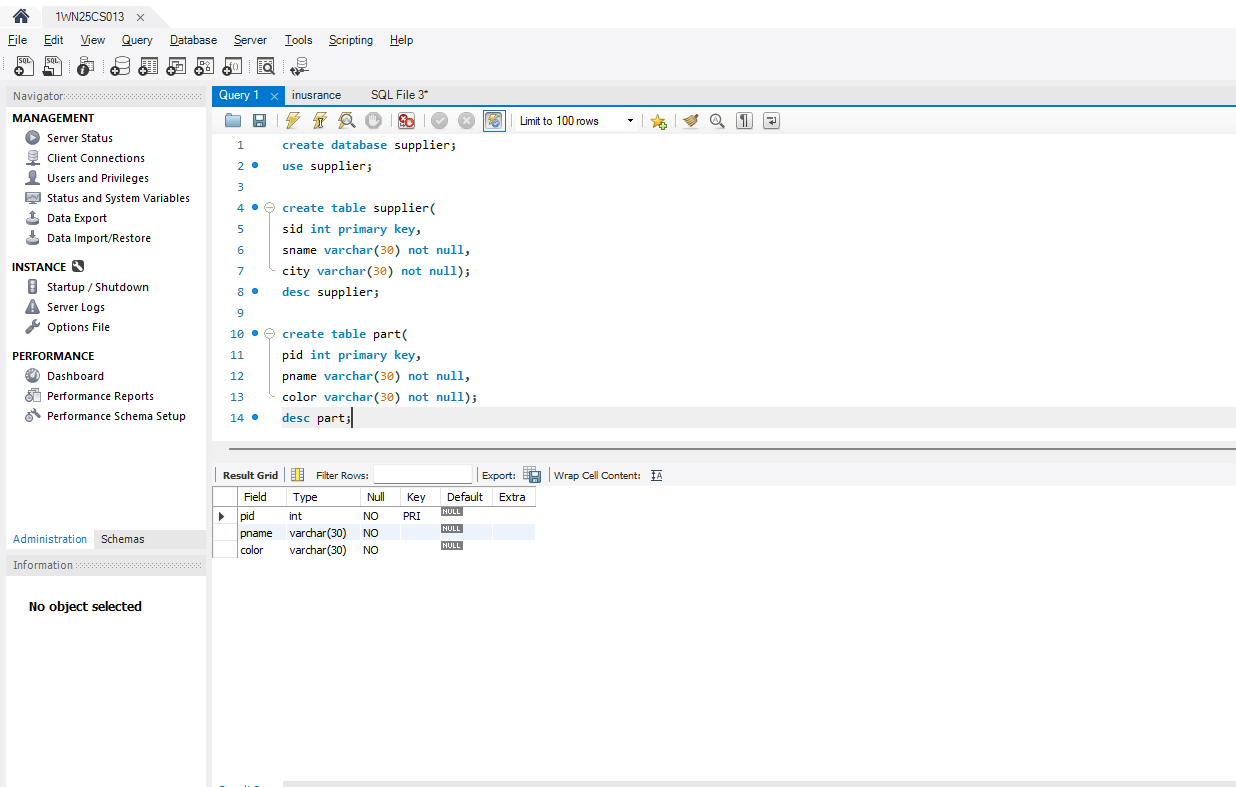 1WN25CS013
File Edit View Query Database Server Tools Scripting Help
Navigator
MANAGEMENT
Server Status
Client Connections
Users and Privileges
Status and System Variables
Data Export
Data Import/Restore
INSTANCE
Startup / Shutdown
Server Logs
Options File
PERFORMANCE
Dashboard
Performance Reports
Performance Schema Setup
Administration Schemas
Information
No object selected
Query 1 inusrance SQL File 3*
Limit to 100 rows
1 create database supplier;
2 use supplier;
3
4 create table supplier(
5 sid int primary key,
6 sname varchar(30) not null,
7 city varchar(30) not null);
8 desc supplier;
9
10 create table part(
11 pid int primary key,
12 pname varchar(30) not null,
13 color varchar(30) not null);
14 desc part;
Result Grid Filter Rows: Export: Wrap Cell Content:
Field Type Null Key Default Extra
pid int NO PRI NULL
pname varchar(30) NO NULL
color varchar(30) NO NULL